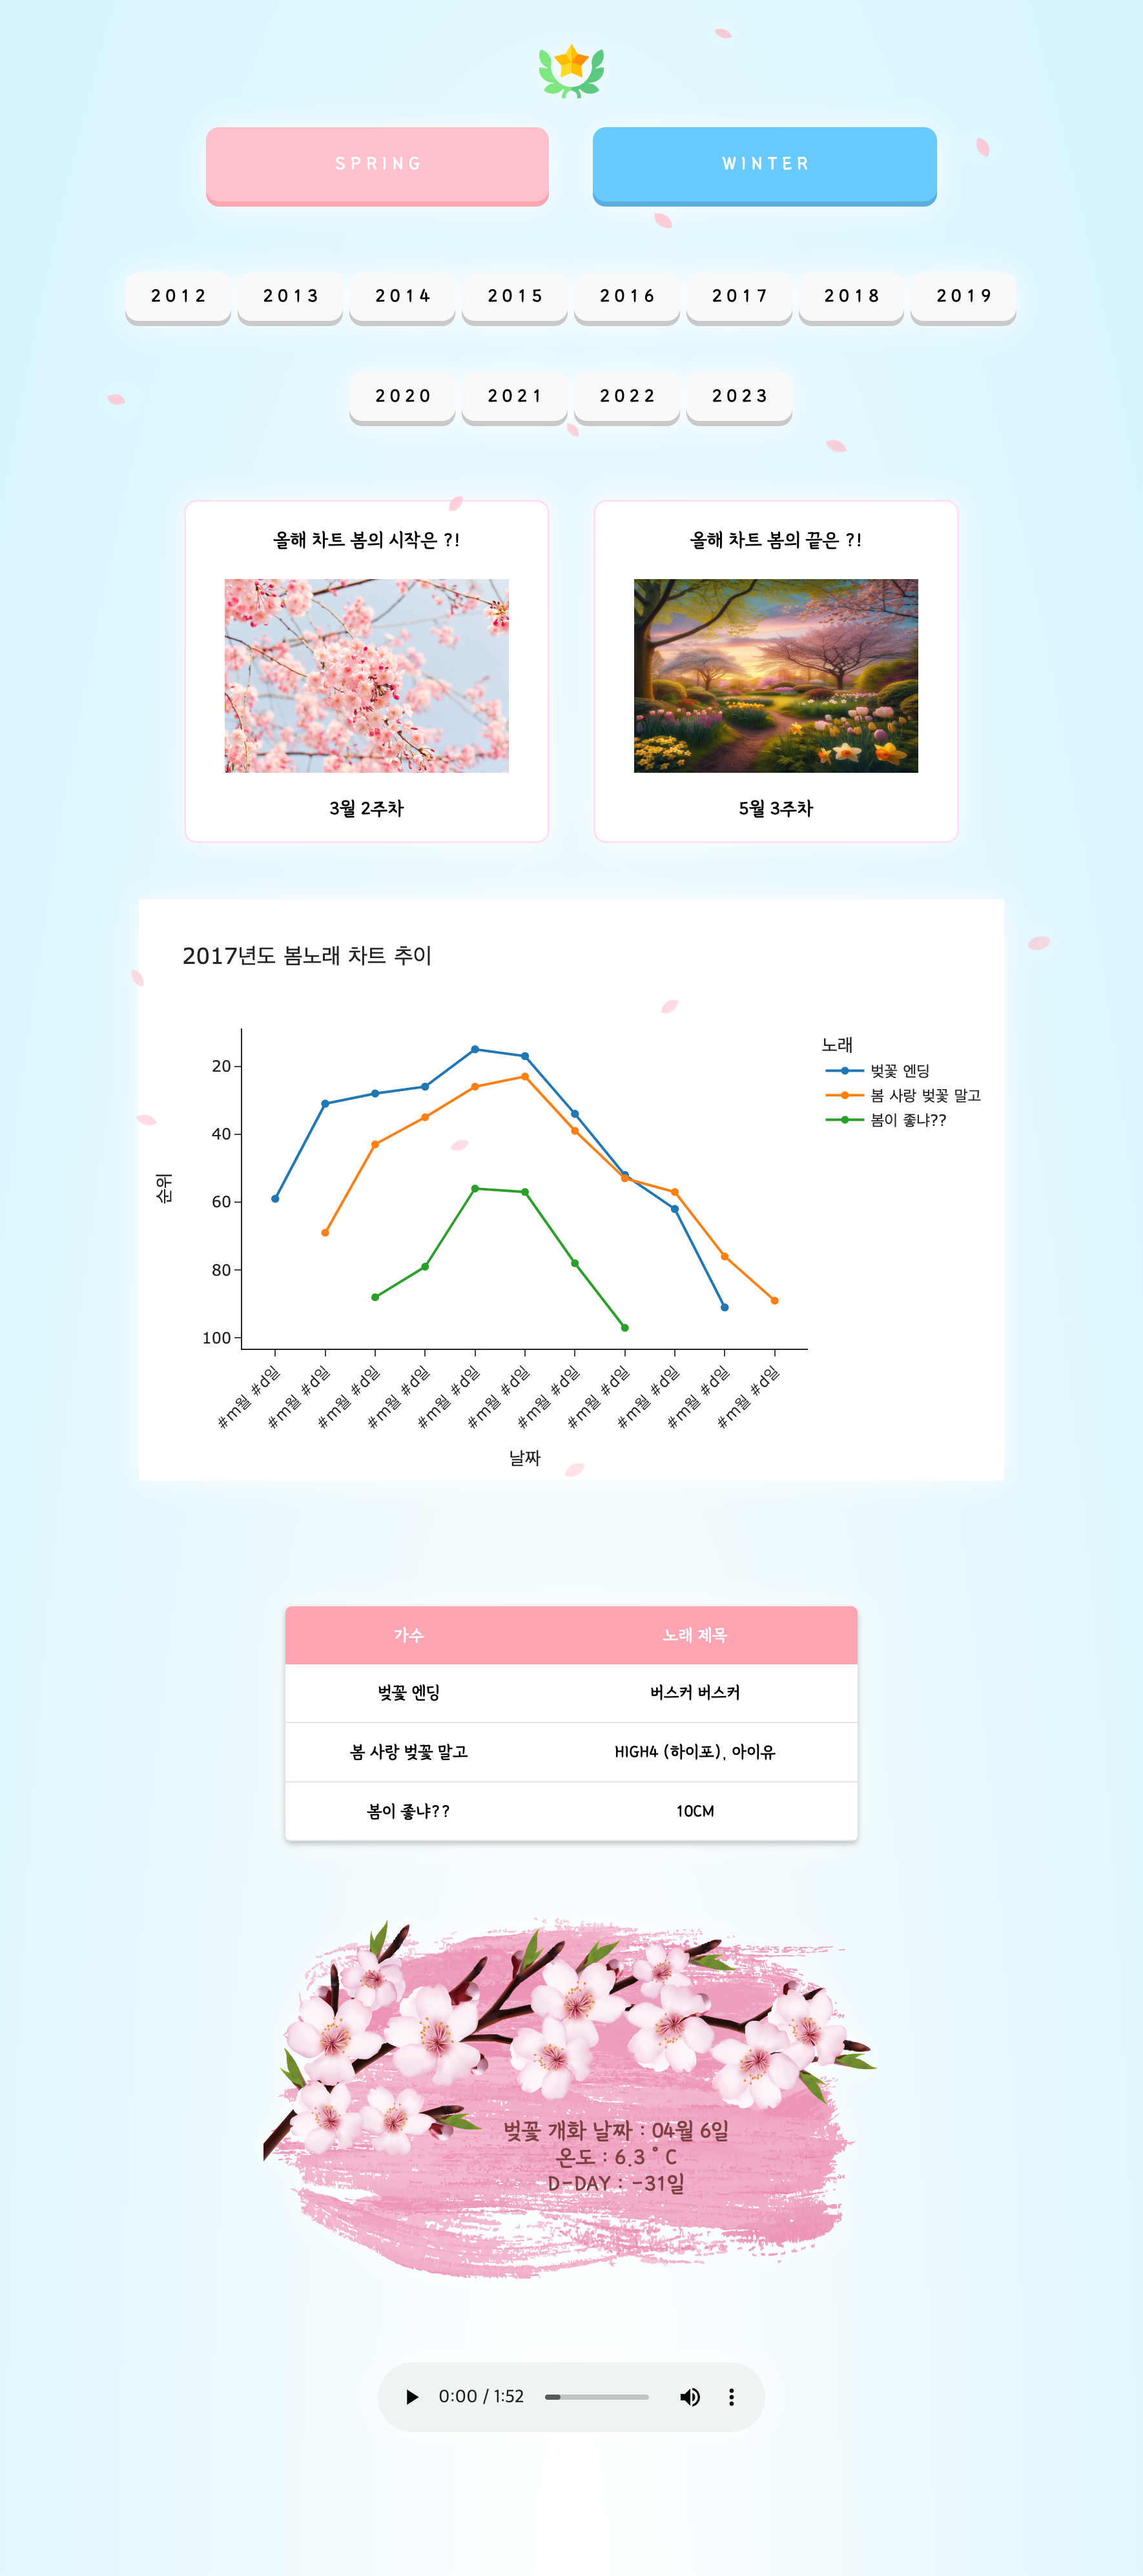 SPRING
WINTER
2012 2013 2014 2015 2016 2017 2018 2019
2020 2021 2022 2023
올해 차트 봄의 시작은 ?!
3월 2주차
올해 차트 봄의 끝은 ?!
5월 3주차
2017년도 봄노래 차트 추이
노래
벚꽃 엔딩
봄 사랑 벚꽃 말고
봄이 좋냐??
순위
20
40
60
80
100
#m월 #d일
#m월 #d일
#m월 #d일
#m월 #d일
#m월 #d일
#m월 #d일
#m월 #d일
#m월 #d일
#m월 #d일
#m월 #d일
#m월 #d일
날짜
가수 노래 제목
벚꽃 엔딩 버스커 버스커
봄 사랑 벚꽃 말고 HIGH4 (하이포), 아이유
봄이 좋냐?? 10CM
벚꽃 개화 날짜 : 04월 6일
온도 : 6.3 ° C
D-DAY : -31일
0:00 / 1:52